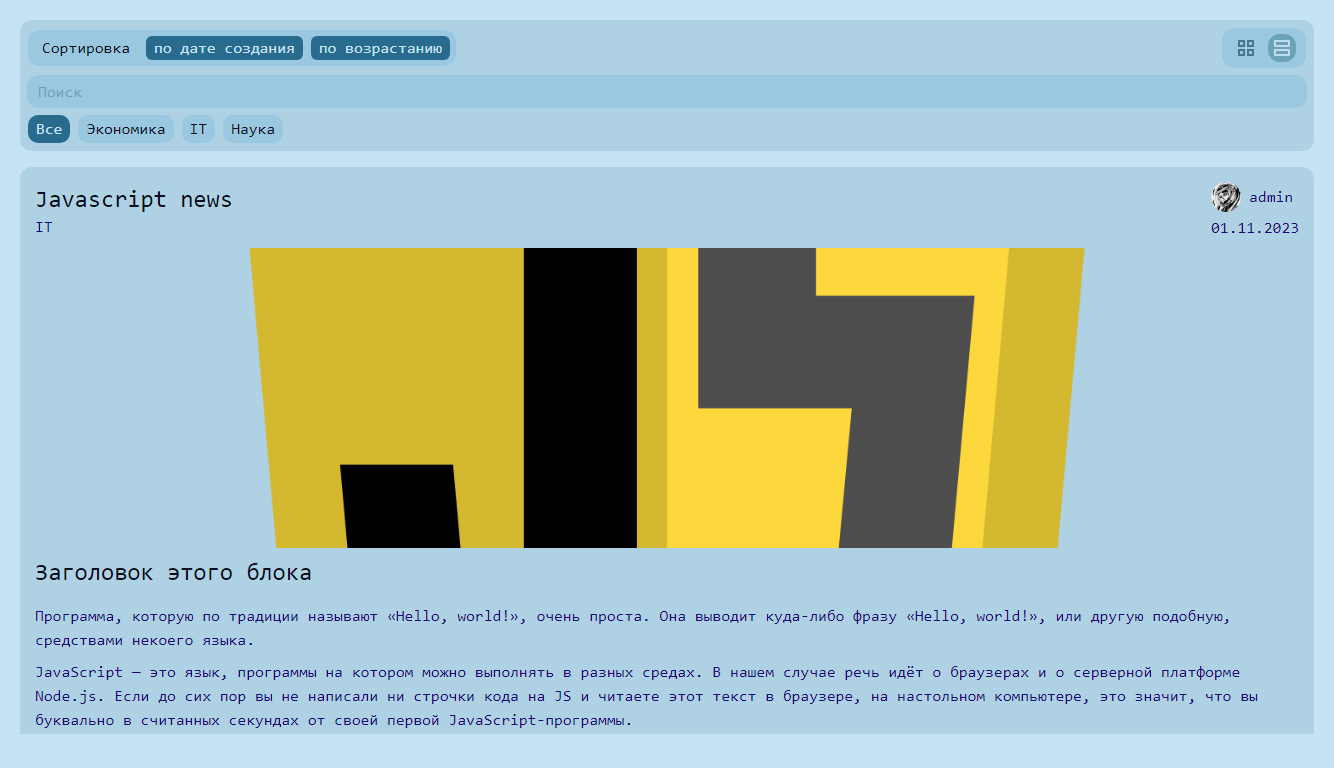 Сортировка по дате создания по возрастанию
Поиск
Все Экономика IT Наука
Javascript news
admin
IT
01.11.2023
JS
Заголовок этого блока
Программа, которую по традиции называют «Hello, world!», очень проста. Она выводит куда-либо фразу «Hello, world!», или другую подобную,
средствами некоего языка.
JavaScript — это язык, программы на котором можно выполнять в разных средах. В нашем случае речь идёт о браузерах и о серверной платформе
Node.js. Если до сих пор вы не написали ни строчки кода на JS и читаете этот текст в браузере, на настольном компьютере, это значит, что вы
буквально в считанных секундах от своей первой JavaScript-программы.